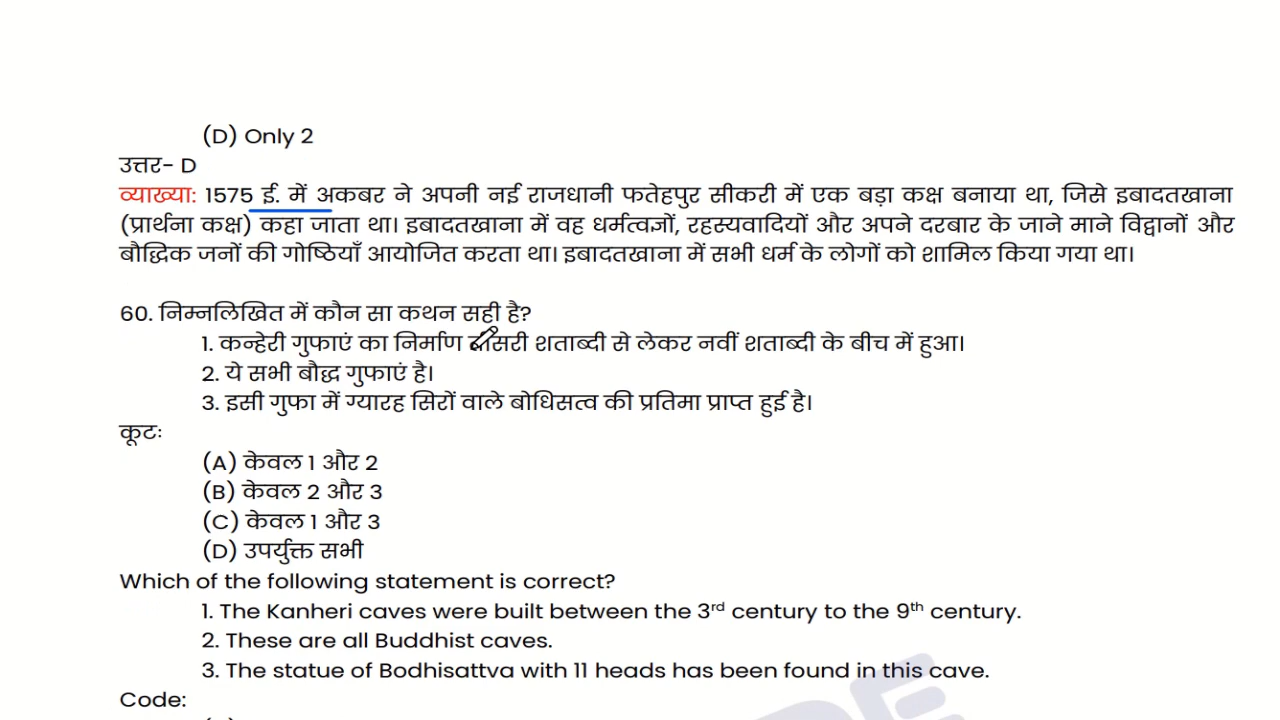 (D) Only 2
उत्तर- D
व्याख्या: 1575 ई. में अकबर ने अपनी नई राजधानी फतेहपुर सीकरी में एक बड़ा कक्ष बनाया था, जिसे इबादतखाना
(प्रार्थना कक्ष) कहा जाता था। इबादतखाना में वह धर्मत्वज्ञों, रहस्यवादियों और अपने दरबार के जाने माने विद्वानों और
बौद्धिक जनों की गोष्ठियाँ आयोजित करता था। इबादतखाना में सभी धर्म के लोगों को शामिल किया गया था।
60. निम्नलिखित में कौन सा कथन सही है?
1. कन्हेरी गुफाएं का निर्माण तीसरी शताब्दी से लेकर नवीं शताब्दी के बीच में हुआ।
2. ये सभी बौद्ध गुफाएं है।
3. इसी गुफा में ग्यारह सिरों वाले बोधिसत्व की प्रतिमा प्राप्त हुई है।
कूटः
(A) केवल 1 और 2
(B) केवल 2 और 3
(C) केवल 1 और 3
(D) उपर्युक्त सभी
Which of the following statement is correct?
1. The Kanheri caves were built between the 3rd century to the 9th century.
2. These are all Buddhist caves.
3. The statue of Bodhisattva with 11 heads has been found in this cave.
Code: